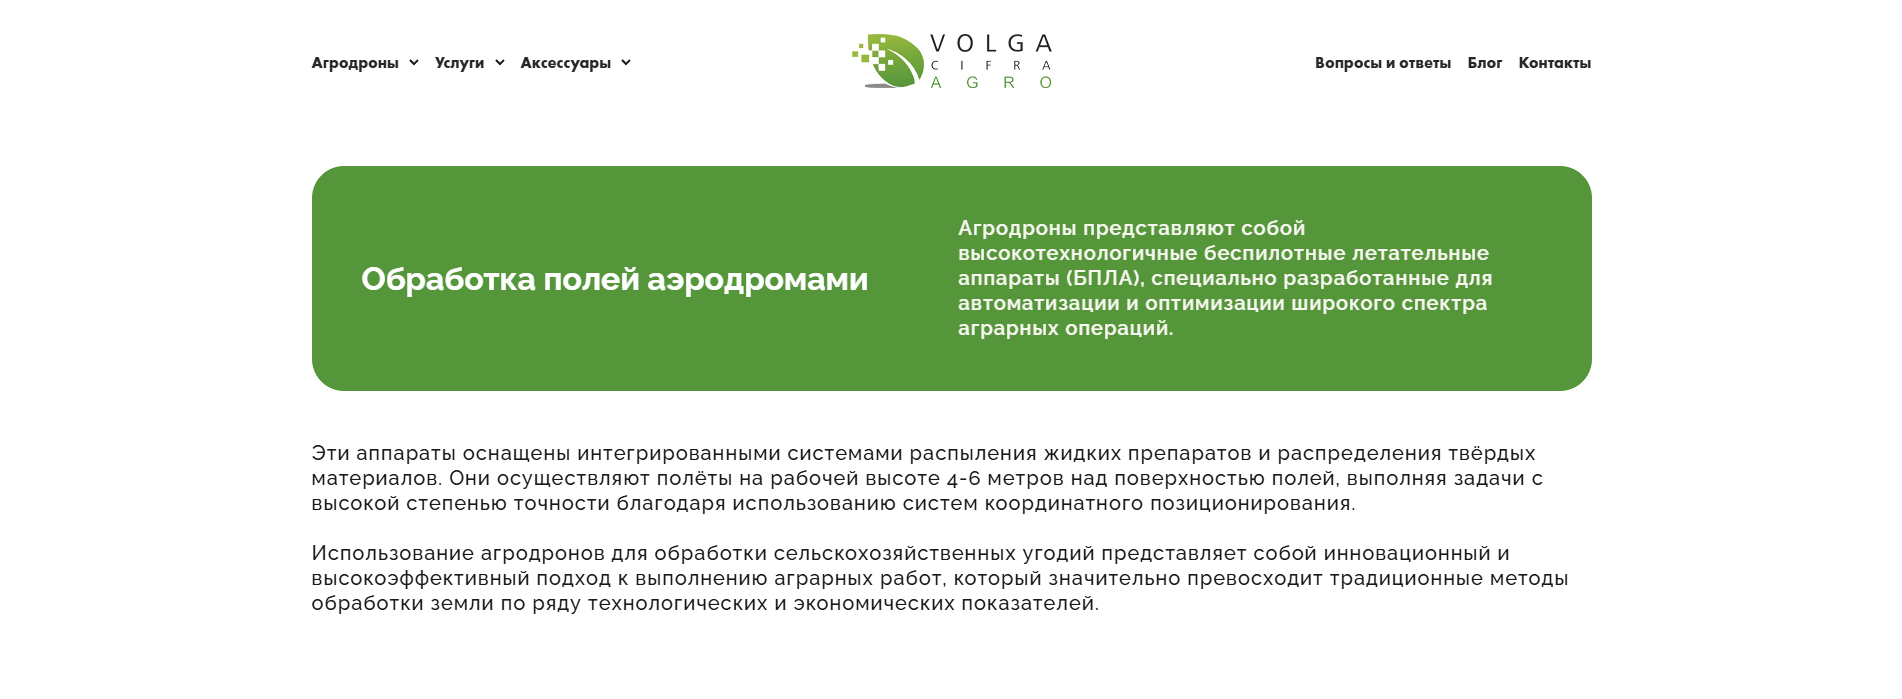 Агродроны
Услуги
Аксессуары
VOLGA
CIFRA
AGRO
Вопросы и ответы
Блог
Контакты
Обработка полей аэродромами
Агродроны представляют собой
высокотехнологичные беспилотные летательные
аппараты (БПЛА), специально разработанные для
автоматизации и оптимизации широкого спектра
аграрных операций.
Эти аппараты оснащены интегрированными системами распыления жидких препаратов и распределения твёрдых
материалов. Они осуществляют полёты на рабочей высоте 4-6 метров над поверхностью полей, выполняя задачи с
высокой степенью точности благодаря использованию систем координатного позиционирования.
Использование агродронов для обработки сельскохозяйственных угодий представляет собой инновационный и
высокоэффективный подход к выполнению аграрных работ, который значительно превосходит традиционные методы
обработки земли по ряду технологических и экономических показателей.